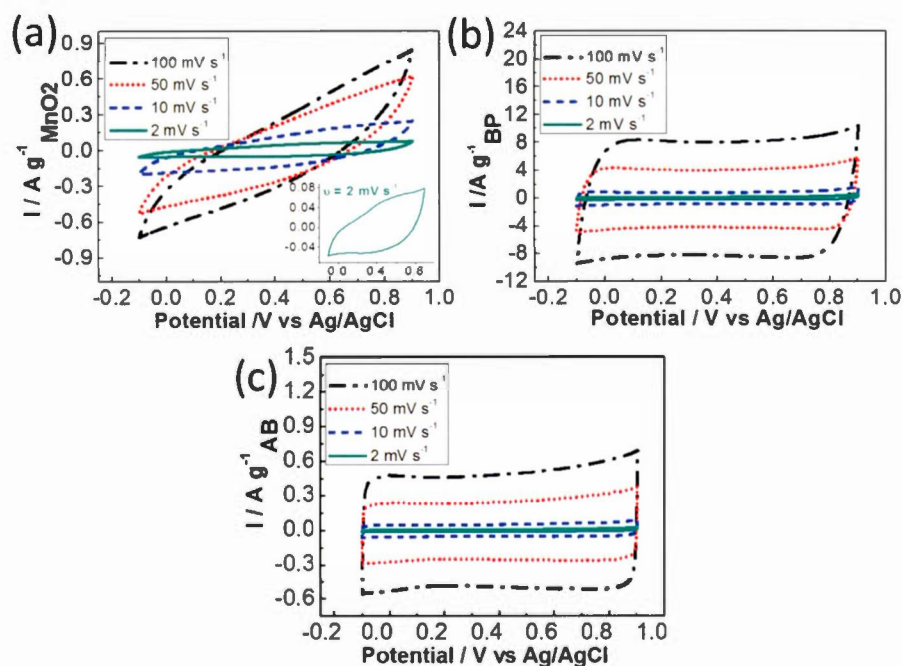 (a)
0.9
0.6
0.3
0.0
-0.3
-0.6
-0.9
I / A g⁻¹ MnO2
100 mV s⁻¹
50 mV s⁻¹
10 mV s⁻¹
2 mV s⁻¹
0.08
0.04
0.00
-0.04
υ = 2 mV s⁻¹
0.0 0.4 0.8
-0.2 0.0 0.2 0.4 0.6 0.8 1.0
Potential /V vs Ag/AgCl
(b)
24
20
16
12
8
4
0
-4
-8
-12
I /A g⁻¹ BP
100 mV s⁻¹
50 mV s⁻¹
10 mV s⁻¹
2 mV s⁻¹
-0.2 0.0 0.2 0.4 0.6 0.8 1.0
Potential / V vs Ag/AgCl
(c)
1.5
1.2
0.9
0.6
0.3
0.0
-0.3
-0.6
I / A g⁻¹ AB
100 mV s⁻¹
50 mV s⁻¹
10 mV s⁻¹
2 mV s⁻¹
-0.2 0.0 0.2 0.4 0.6 0.8 1.0
Potential / V vs Ag/AgCl